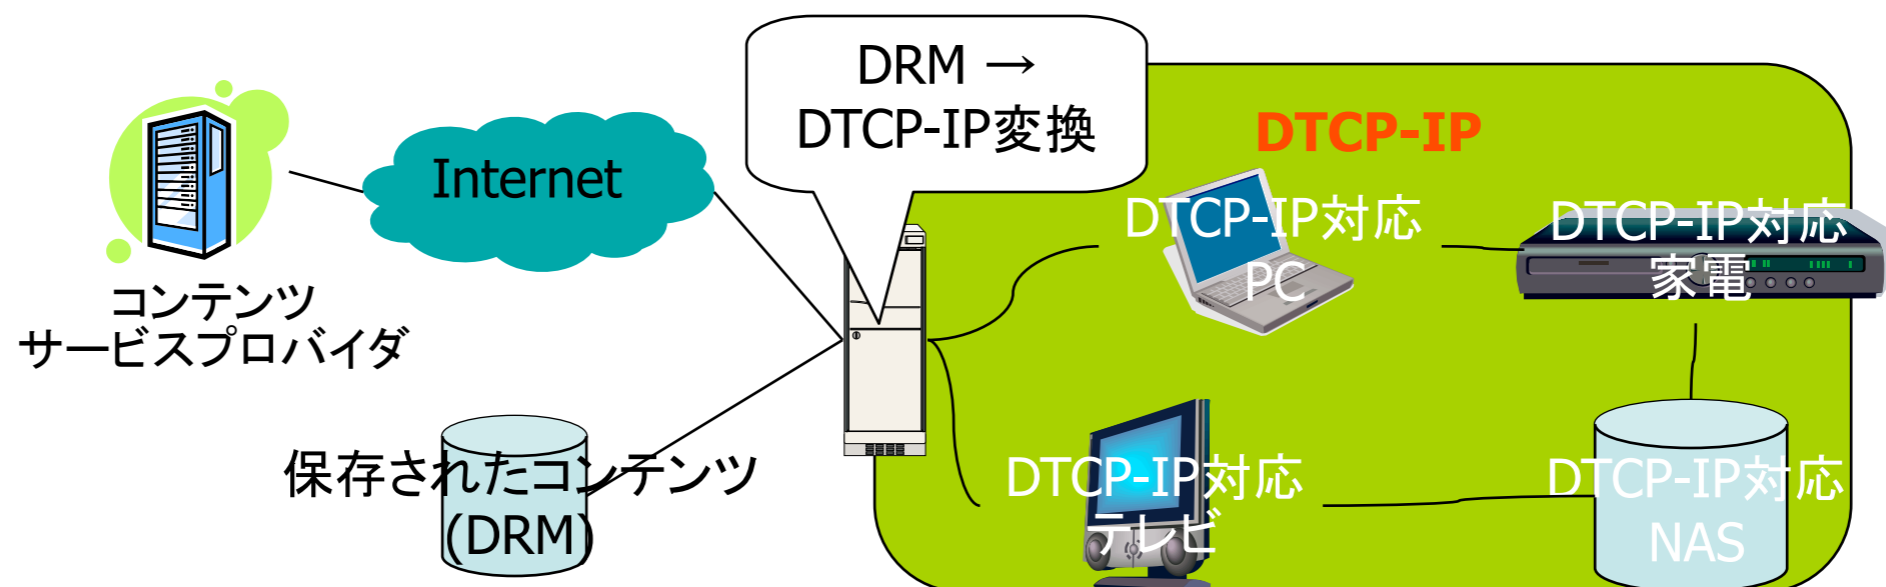 DRM →
DTCP-IP変換
DTCP-IP
Internet
コンテンツ
サービスプロバイダ
DTCP-IP対応
PC
DTCP-IP対応
家電
保存されたコンテンツ
(DRM)
DTCP-IP対応
テレビ
DTCP-IP対応
NAS